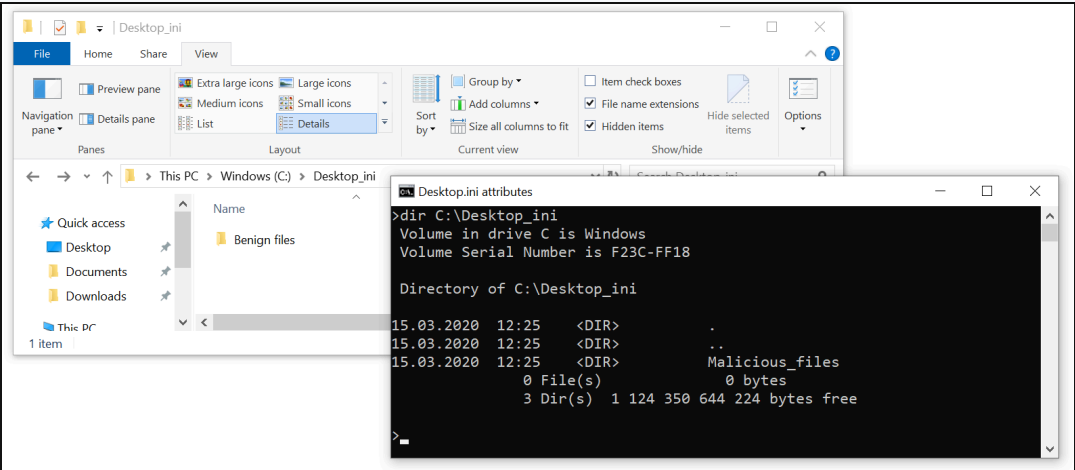 Desktop_ini
File Home Share View
Navigation pane
Preview pane
Details pane
Panes
Extra large icons Large icons
Medium icons Small icons
List Details
Layout
Sort by
Group by
Add columns
Size all columns to fit
Current view
Item check boxes
File name extensions
Hidden items
Hide selected items
Show/hide
Options
This PC > Windows (C:) > Desktop_ini
Search Desktop_ini
Quick access
Desktop
Documents
Downloads
This PC
1 item
Name
Benign files
Desktop.ini attributes
>dir C:\Desktop_ini
Volume in drive C is Windows
Volume Serial Number is F23C-FF18
Directory of C:\Desktop_ini
15.03.2020 12:25 <DIR> .
15.03.2020 12:25 <DIR> ..
15.03.2020 12:25 <DIR> Malicious_files
0 File(s) 0 bytes
3 Dir(s) 1 124 350 644 224 bytes free
>